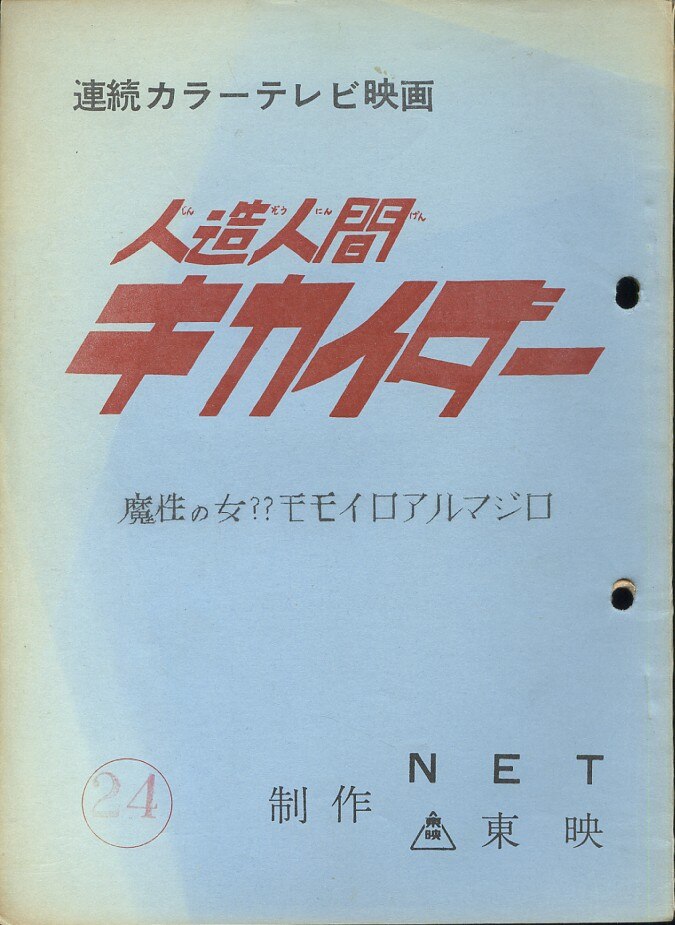 連続カラーテレビ映画
じん ぞう にん げん
人造人間
キカイダー
魔性の女??モモイロアルマジロ
24
制作 NET
東映 東映